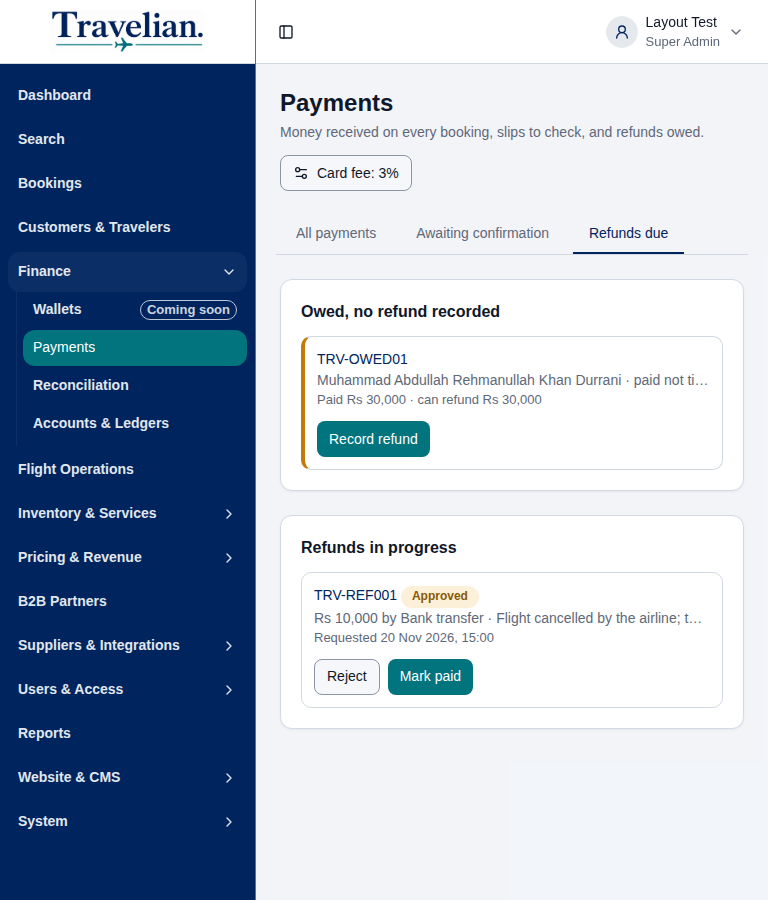 Travelian.
Layout Test
Super Admin
Dashboard
Search
Bookings
Customers & Travelers
Finance
Wallets
Coming soon
Payments
Reconciliation
Accounts & Ledgers
Flight Operations
Inventory & Services
Pricing & Revenue
B2B Partners
Suppliers & Integrations
Users & Access
Reports
Website & CMS
System
Payments
Money received on every booking, slips to check, and refunds owed.
Card fee: 3%
All payments
Awaiting confirmation
Refunds due
Owed, no refund recorded
TRV-OWED01
Muhammad Abdullah Rehmanullah Khan Durrani · paid not ti…
Paid Rs 30,000 · can refund Rs 30,000
Record refund
Refunds in progress
TRV-REF001 Approved
Rs 10,000 by Bank transfer · Flight cancelled by the airline; t…
Requested 20 Nov 2026, 15:00
Reject
Mark paid